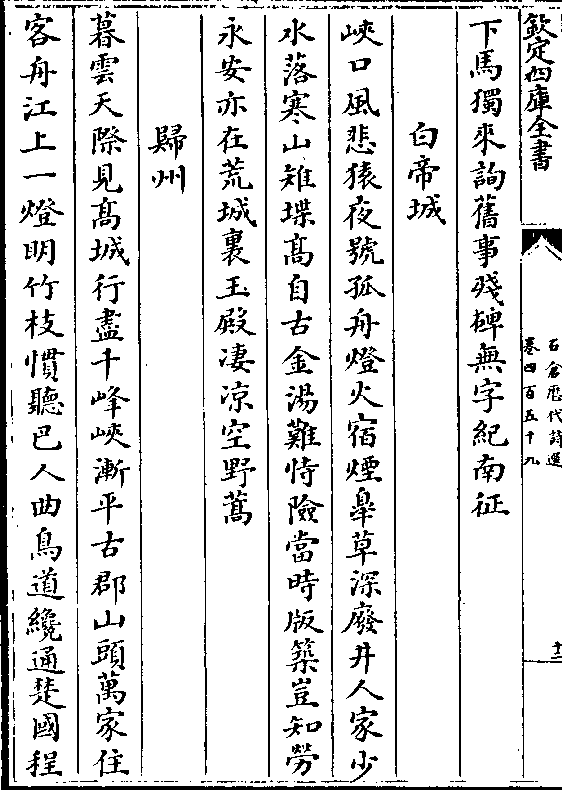 欽定四庫全書
石倉歷代詩選
卷四百五十九
十二
下馬獨來詢舊事殘碑無字紀南征
白帝城
峽口風悲猿夜號孤舟燈火宿煙臯草深廢井人家少
水落寒山雉堞髙自古金湯難恃險當時版築豈知勞
永安亦在荒城裏玉殿凄凉空野蒿
歸州
暮雲天際見髙城行盡千峰峽漸平古郡山頭萬家住
客舟江上一燈明竹枝慣聽巴人曲鳥道纔通楚國程